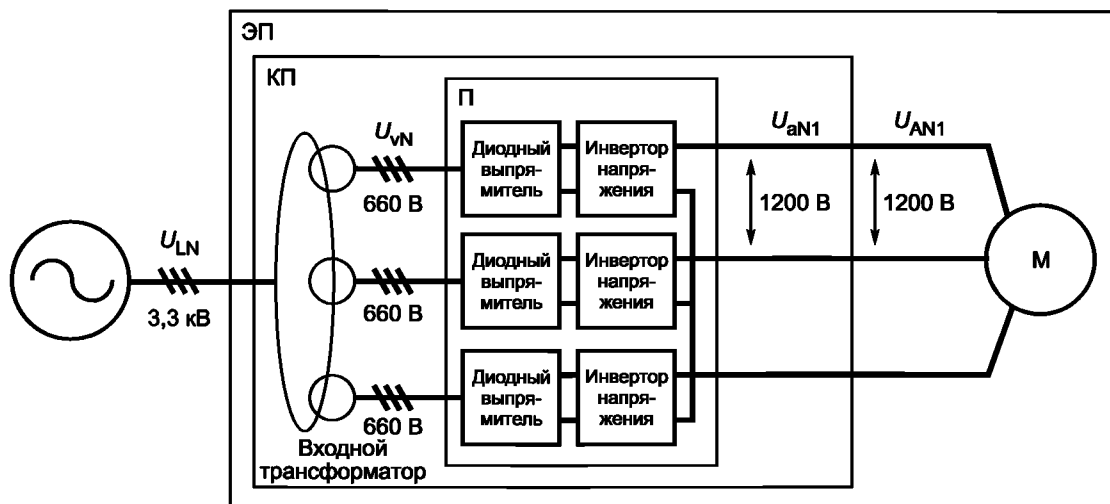 ЭП
КП
П
U_vN
U_aN1
U_AN1
Диодный
выпря-
митель
Инвертор
напря-
жения
660 В
1200 В
1200 В
U_LN
3,3 кВ
Диодный
выпря-
митель
Инвертор
напря-
жения
660 В
М
Диодный
выпря-
митель
Инвертор
напря-
жения
660 В
Входной
трансформатор